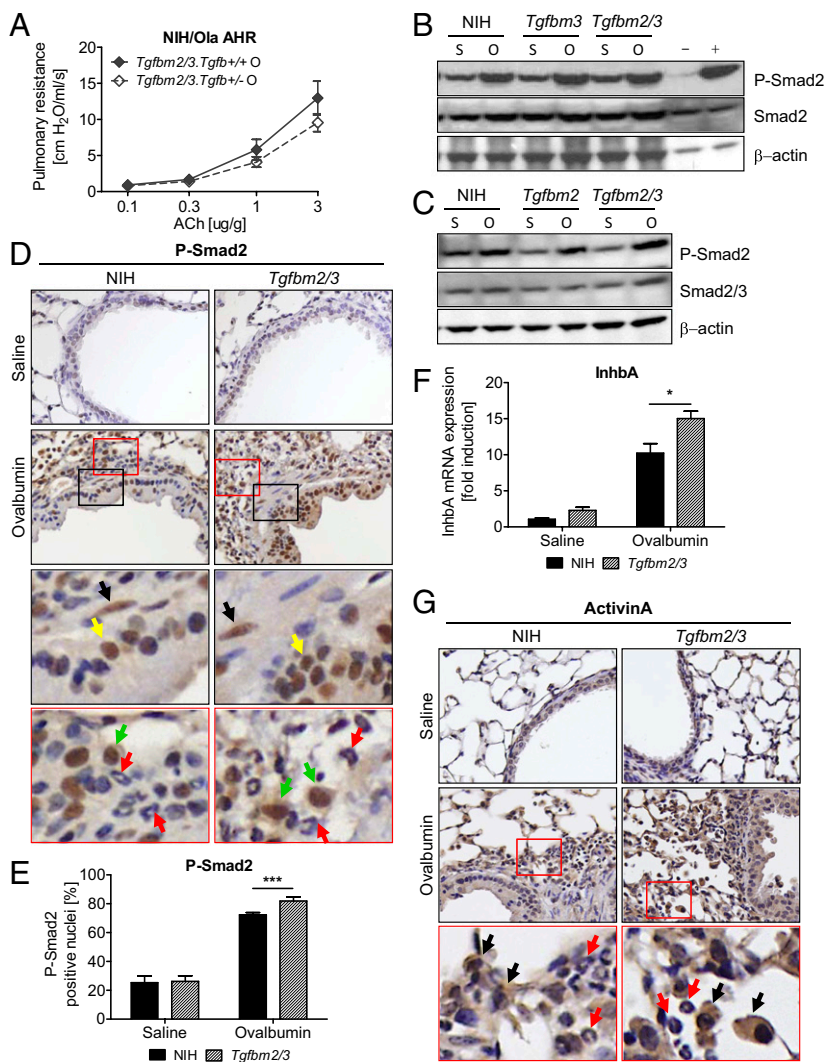 A
NIH/Ola AHR
Pulmonary resistance
[cm H2O/ml/s)
20
15
10
5
0
Tgfbm2/3.Tgfb+/+ O
Tgfbm2/3.Tgfb+/- O
0.1 0.3 1 3
ACh [ug/g]
B
NIH Tgfbm3 Tgfbm2/3
S O S O S O – +
P-Smad2
Smad2
β–actin
C
NIH Tgfbm2 Tgfbm2/3
S O S O S O
P-Smad2
Smad2/3
β–actin
D
P-Smad2
NIH Tgfbm2/3
Saline
Ovalbumin
E
P-Smad2
P-Smad2
positive nuclei [%]
100
80
60
40
20
0
***
Saline Ovalbumin
NIH Tgfbm2/3
F
InhbA
InhbA mRNA expression
[fold induction]
20
15
10
5
0
*
Saline Ovalbumin
NIH Tgfbm2/3
G
ActivinA
NIH Tgfbm2/3
Saline
Ovalbumin